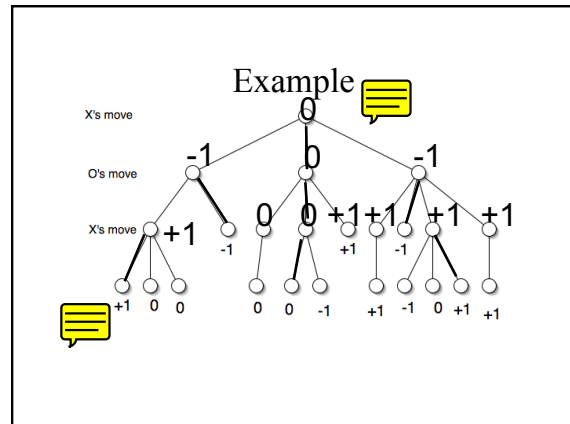 Example
X's move 0
-1 0 -1
O's move
0 0 +1 +1 +1 +1
X's move +1 -1 +1 -1
+1 0 0 0 0 -1 +1 -1 0 +1 +1